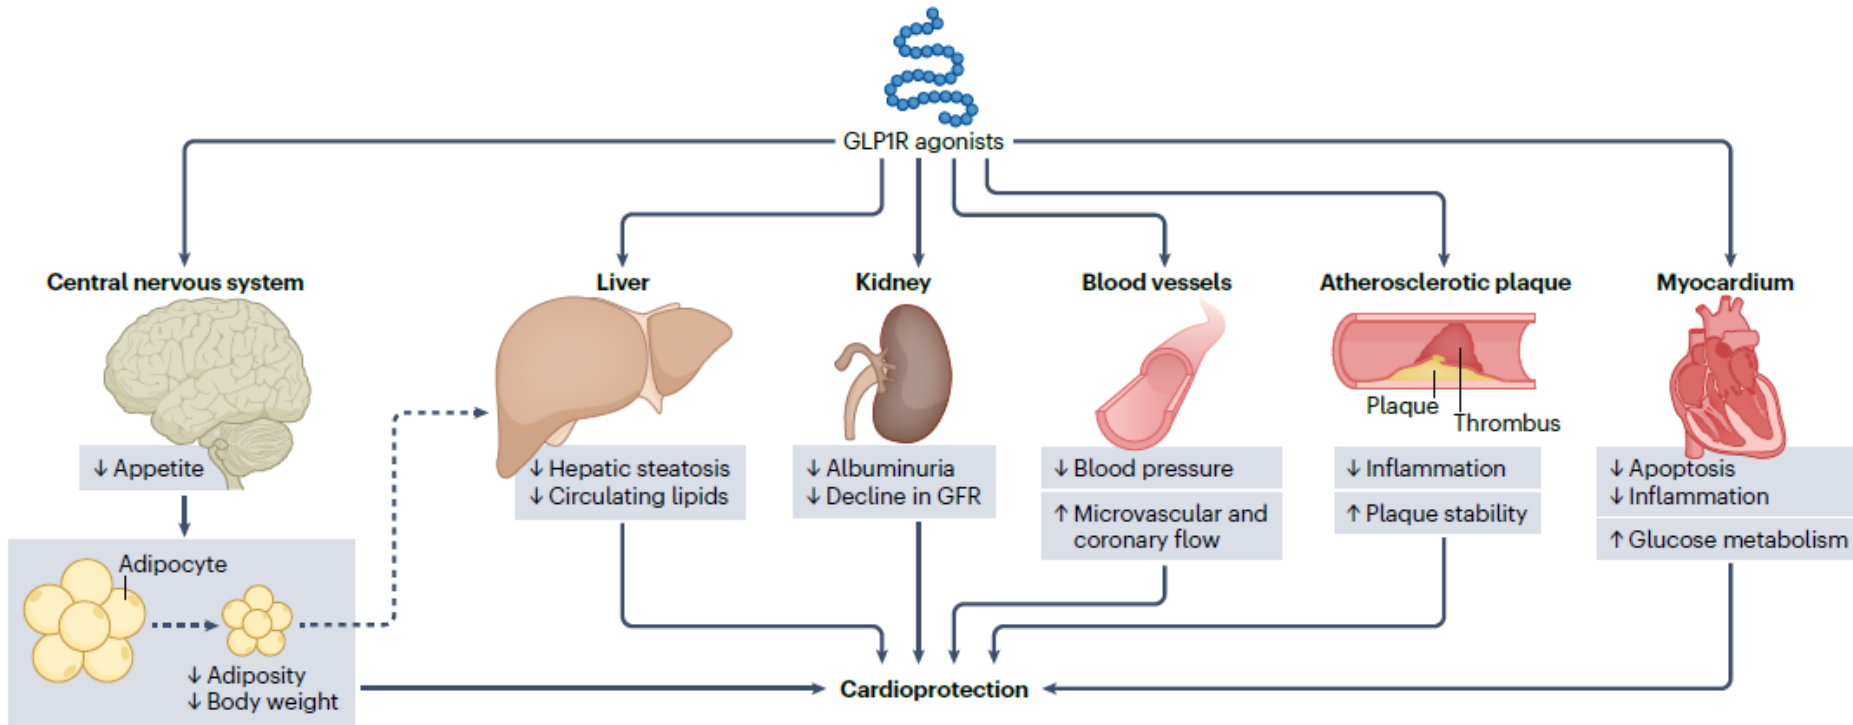 GLP1R agonists
Central nervous system
Liver
Kidney
Blood vessels
Atherosclerotic plaque
Myocardium
Plaque
Thrombus
↓ Appetite
↓ Hepatic steatosis
↓ Circulating lipids
↓ Albuminuria
↓ Decline in GFR
↓ Blood pressure
↑ Microvascular and
coronary flow
↓ Inflammation
↑ Plaque stability
↓ Apoptosis
↓ Inflammation
↑ Glucose metabolism
Adipocyte
↓ Adiposity
↓ Body weight
Cardioprotection